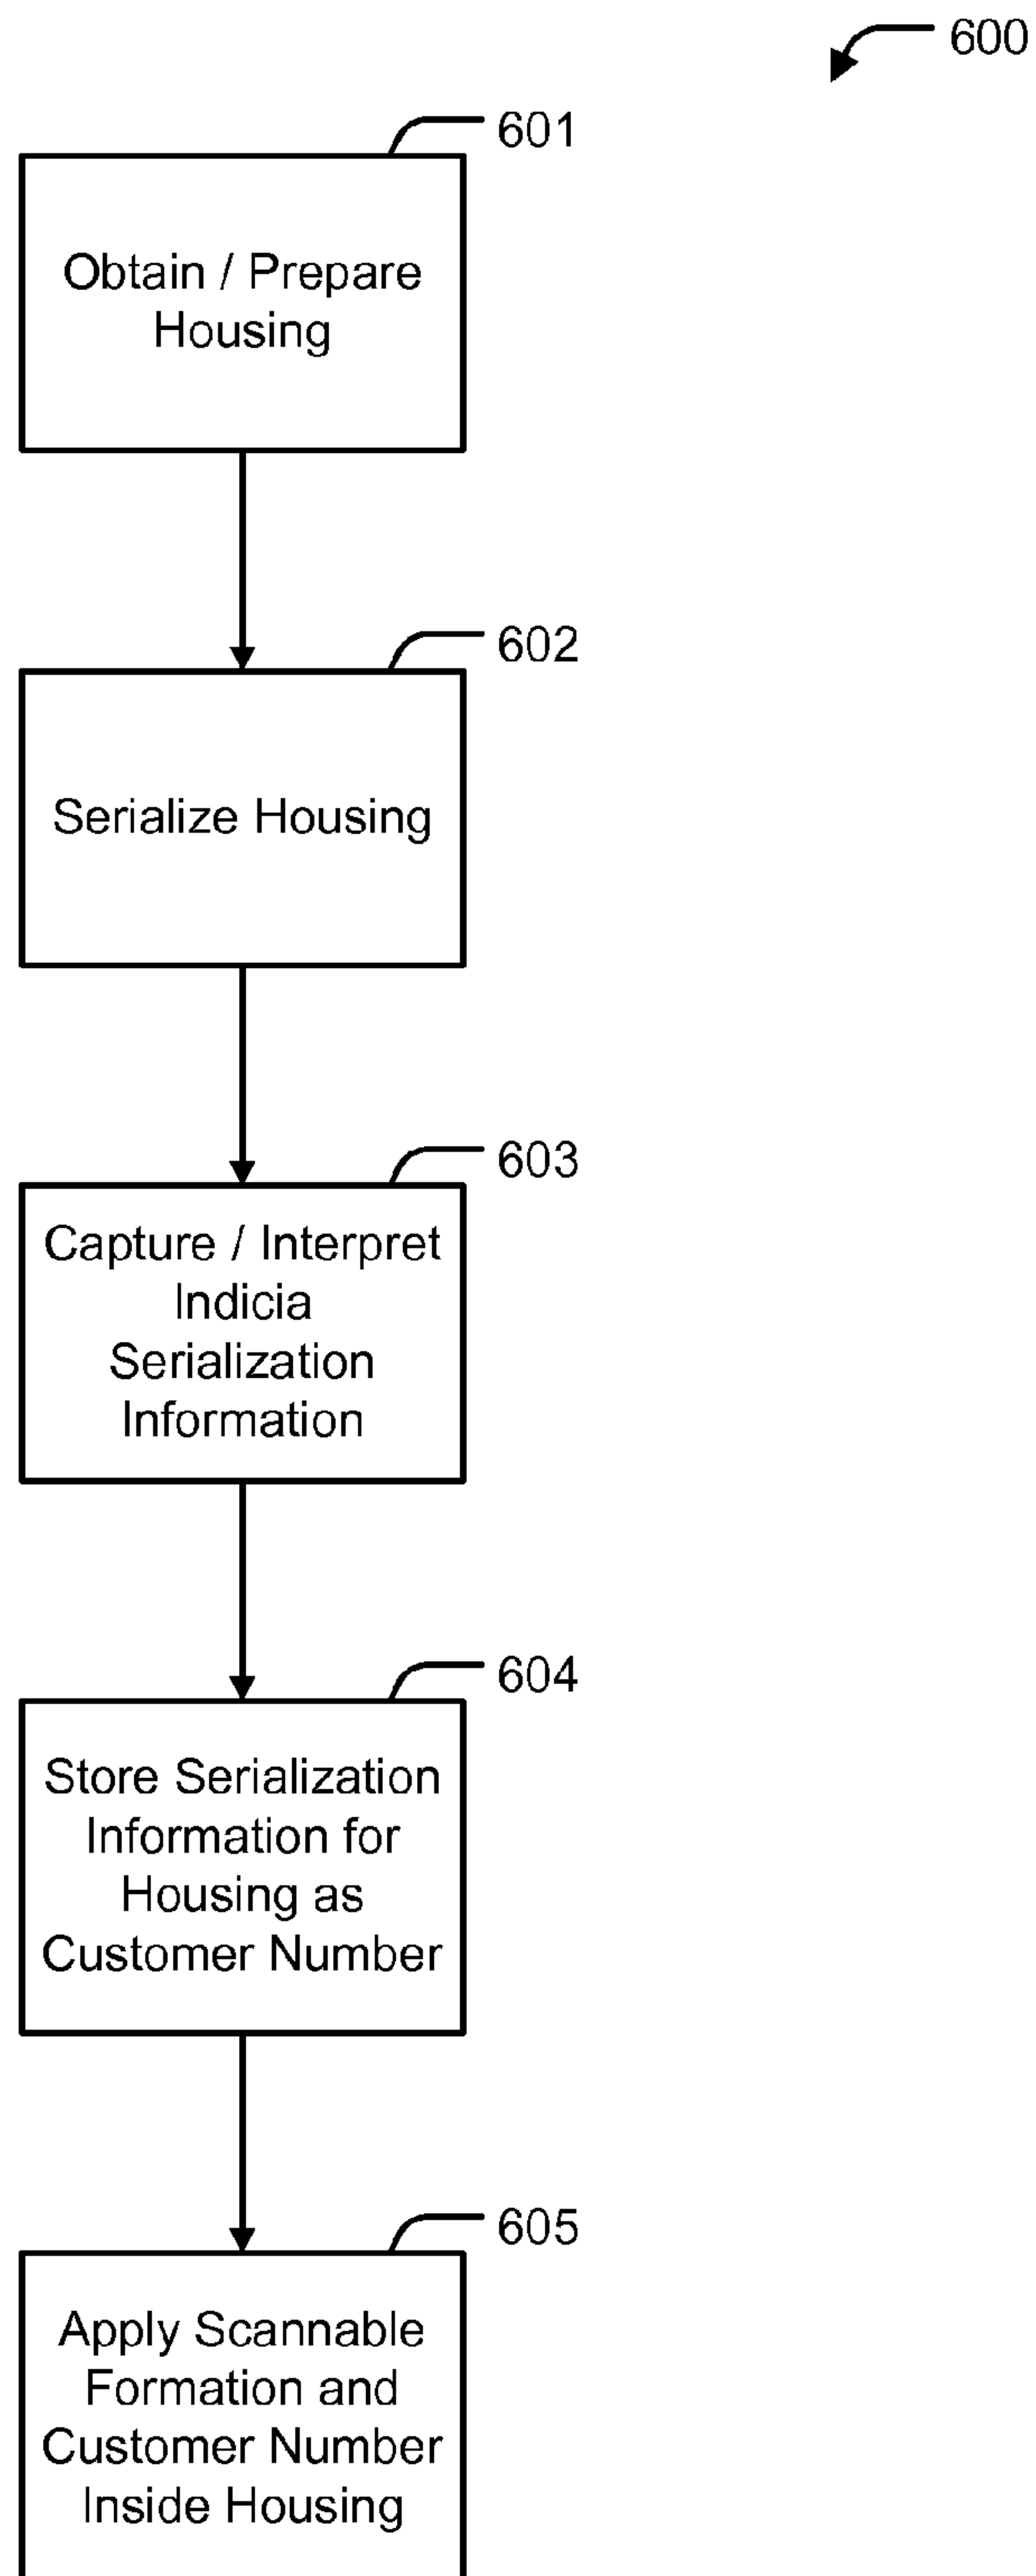 600
601
Obtain / Prepare
Housing
602
Serialize Housing
603
Capture / Interpret
Indicia
Serialization
Information
604
Store Serialization
Information for
Housing as
Customer Number
605
Apply Scannable
Formation and
Customer Number
Inside Housing